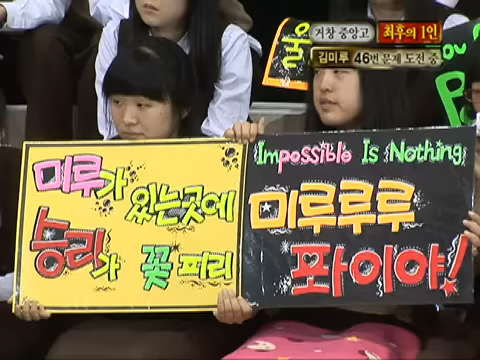 거창 중앙고 최후의 1인
김미루 46번 문제 도전 중
울
미루가
있는곳에
승리가 꽃 피리
Impossible Is Nothing
미루루루
퐈이야!